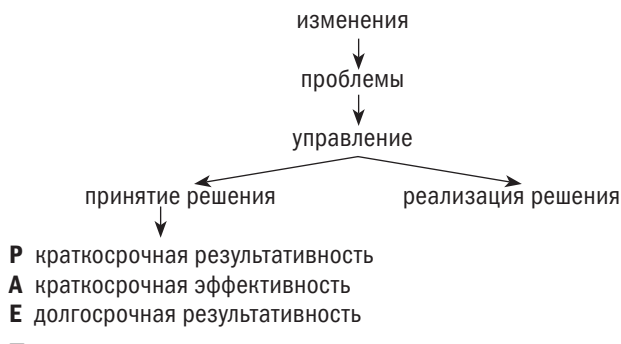 изменения
проблемы
управление
принятие решения реализация решения
P краткосрочная результативность
A краткосрочная эффективность
E долгосрочная результативность